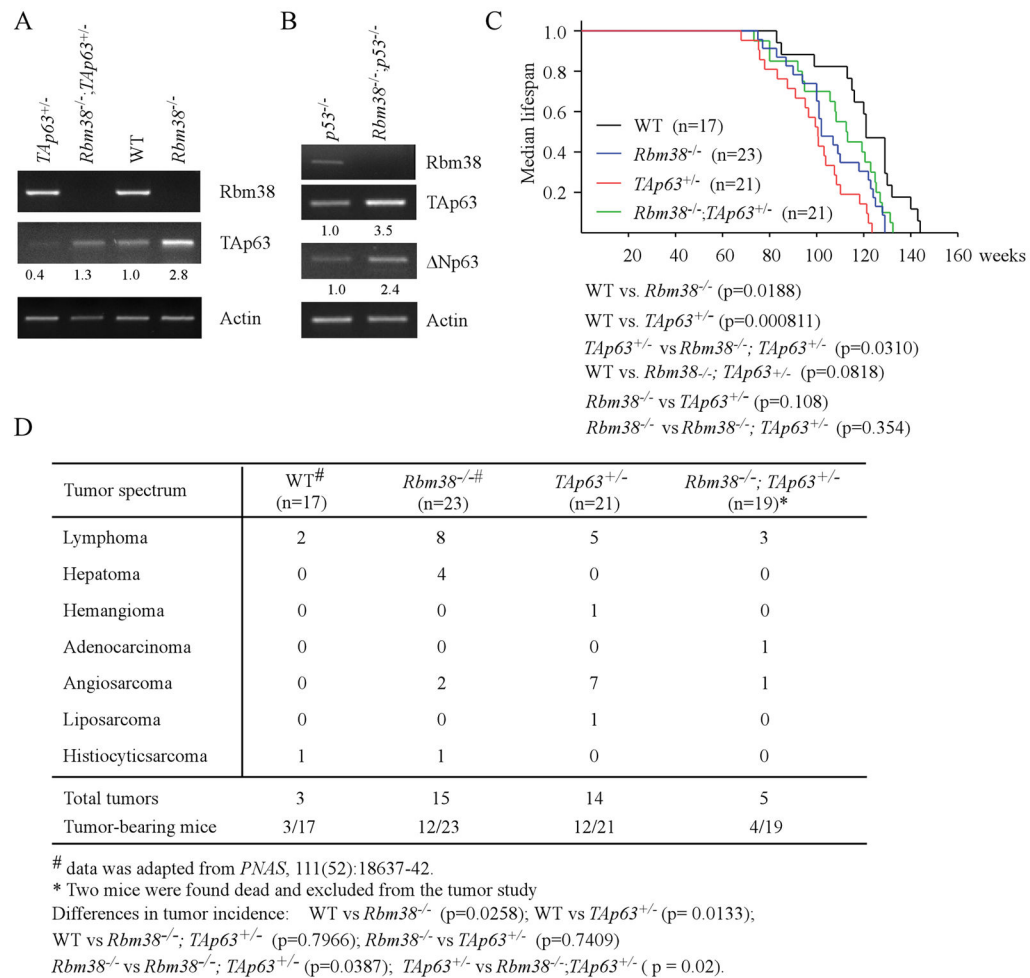 A
TAp63+/-
Rbm38-/-;TAp63+/-
WT
Rbm38-/-
Rbm38
TAp63
0.4 1.3 1.0 2.8
Actin
B
p53-/-
Rbm38-/-;p53-/-
Rbm38
TAp63
1.0 3.5
ΔNp63
1.0 2.4
Actin
C
Median lifespan
1.0
0.8
0.6
0.4
0.2
WT (n=17)
Rbm38-/- (n=23)
TAp63+/- (n=21)
Rbm38-/-;TAp63+/- (n=21)
20 40 60 80 100 120 140 160 weeks
WT vs. Rbm38-/- (p=0.0188)
WT vs. TAp63+/- (p=0.000811)
TAp63+/- vs Rbm38-/-; TAp63+/- (p=0.0310)
WT vs. Rbm38-/-; TAp63+/- (p=0.0818)
Rbm38-/- vs TAp63+/- (p=0.108)
Rbm38-/- vs Rbm38-/-; TAp63+/- (p=0.354)
D
Tumor spectrum WT# (n=17) Rbm38-/-# (n=23) TAp63+/- (n=21) Rbm38-/-; TAp63+/- (n=19)*
Lymphoma 2 8 5 3
Hepatoma 0 4 0 0
Hemangioma 0 0 1 0
Adenocarcinoma 0 0 0 1
Angiosarcoma 0 2 7 1
Liposarcoma 0 0 1 0
Histiocyticsarcoma 1 1 0 0
Total tumors 3 15 14 5
Tumor-bearing mice 3/17 12/23 12/21 4/19
# data was adapted from PNAS, 111(52):18637-42.
* Two mice were found dead and excluded from the tumor study
Differences in tumor incidence: WT vs Rbm38-/- (p=0.0258); WT vs TAp63+/- (p= 0.0133);
WT vs Rbm38-/-; TAp63+/- (p=0.7966); Rbm38-/- vs TAp63+/- (p=0.7409)
Rbm38-/- vs Rbm38-/-; TAp63+/- (p=0.0387); TAp63+/- vs Rbm38-/-;TAp63+/- ( p = 0.02).